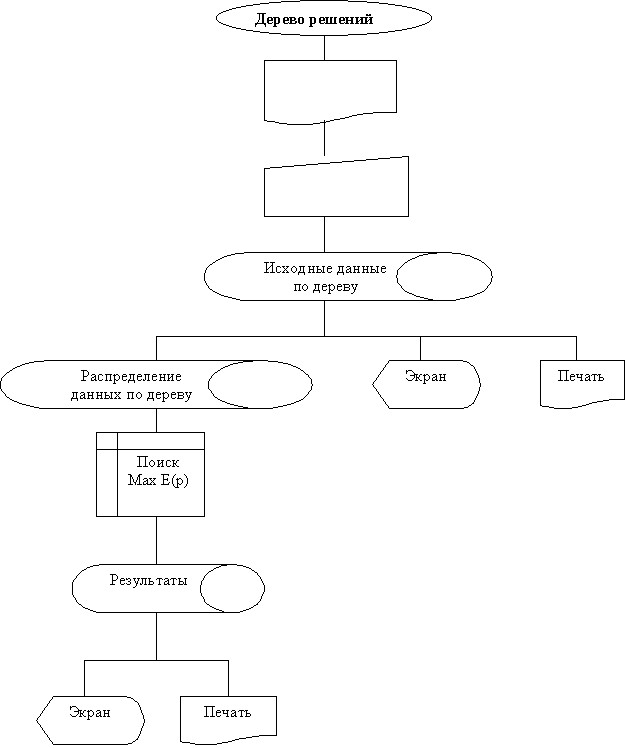 Дерево решений
Исходные данные
по дереву
Распределение
данных по дереву
Экран
Печать
Поиск
Max E(p)
Результаты
Экран
Печать